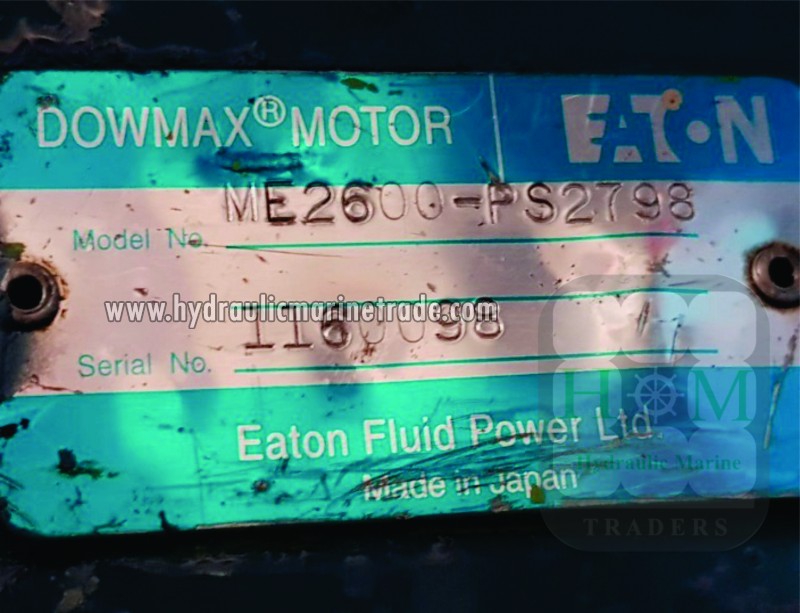 DOWMAX® MOTOR EATON
ME2600-PS2798
Model No.
www.hydraulicmarinetrade.com
1160098
Serial No.
Eaton Fluid Power Ltd.
Made in Japan
H M
Hydraulic Marine
TRADERS